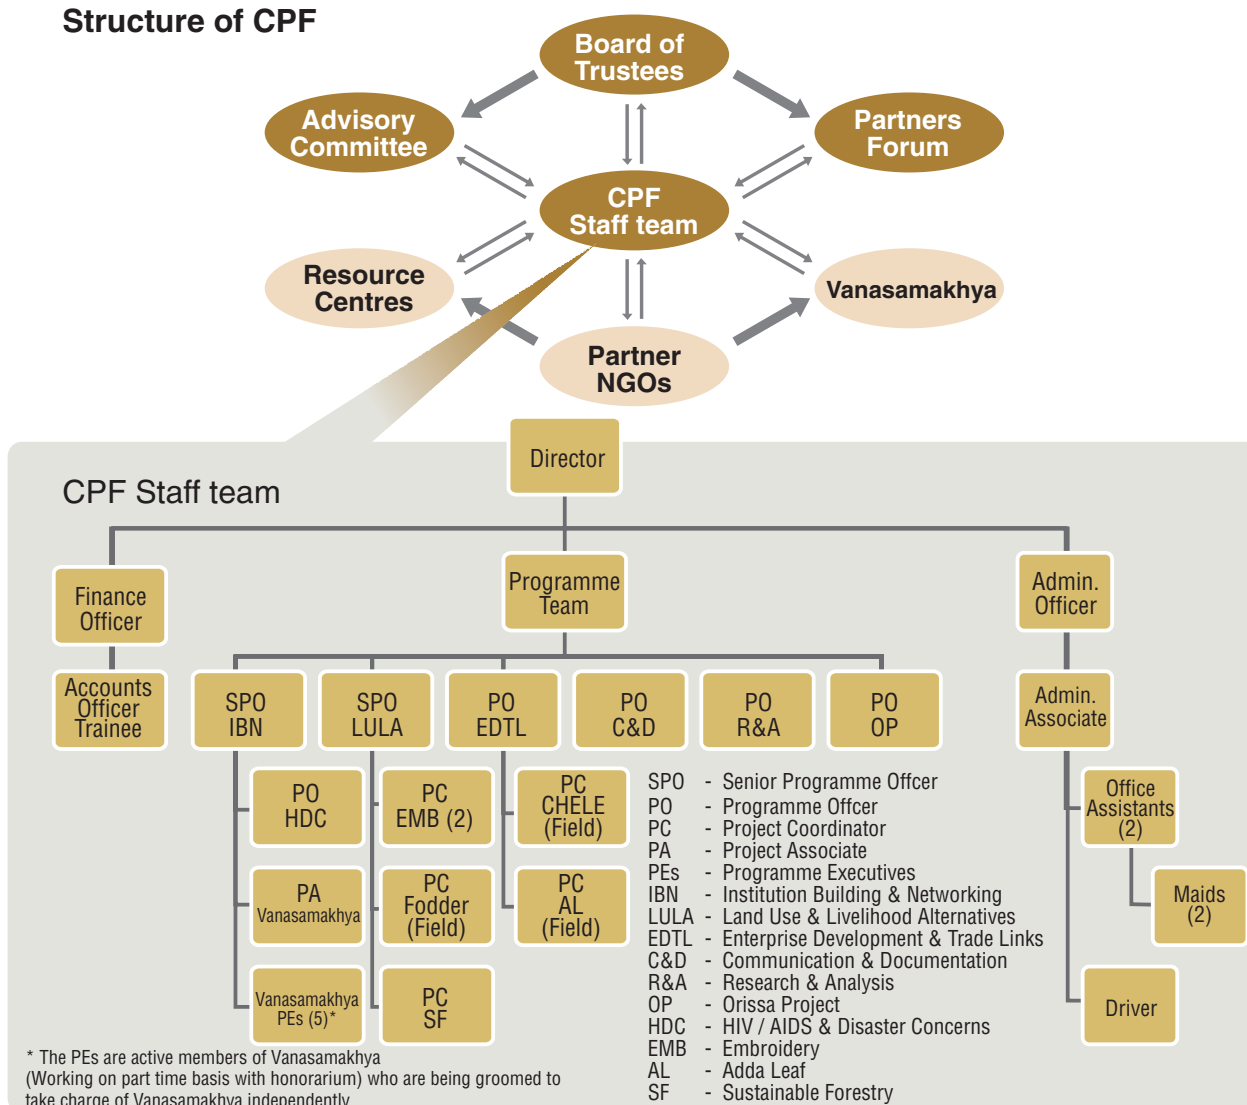 Structure of CPF
Board of
Trustees
Advisory
Committee
Partners
Forum
CPF
Staff team
Resource
Centres
Vanasamakhya
Partner
NGOs
Director
CPF Staff team
Finance
Officer
Programme
Team
Admin.
Officer
Accounts
Officer
Trainee
SPO
IBN
SPO
LULA
PO
EDTL
PO
C&D
PO
R&A
PO
OP
Admin.
Associate
PO
HDC
PC
EMB (2)
PC
CHELE
(Field)
PA
Vanasamakhya
PC
Fodder
(Field)
PC
AL
(Field)
Vanasamakhya
PEs (5)*
PC
SF
SPO - Senior Programme Offcer
PO - Programme Offcer
PC - Project Coordinator
PA - Project Associate
PEs - Programme Executives
IBN - Institution Building & Networking
LULA - Land Use & Livelihood Alternatives
EDTL - Enterprise Development & Trade Links
C&D - Communication & Documentation
R&A - Research & Analysis
OP - Orissa Project
HDC - HIV / AIDS & Disaster Concerns
EMB - Embroidery
AL - Adda Leaf
SF - Sustainable Forestry
Office
Assistants
(2)
Maids
(2)
Driver
* The PEs are active members of Vanasamakhya
(Working on part time basis with honorarium) who are being groomed to
take charge of Vanasamakhya independently